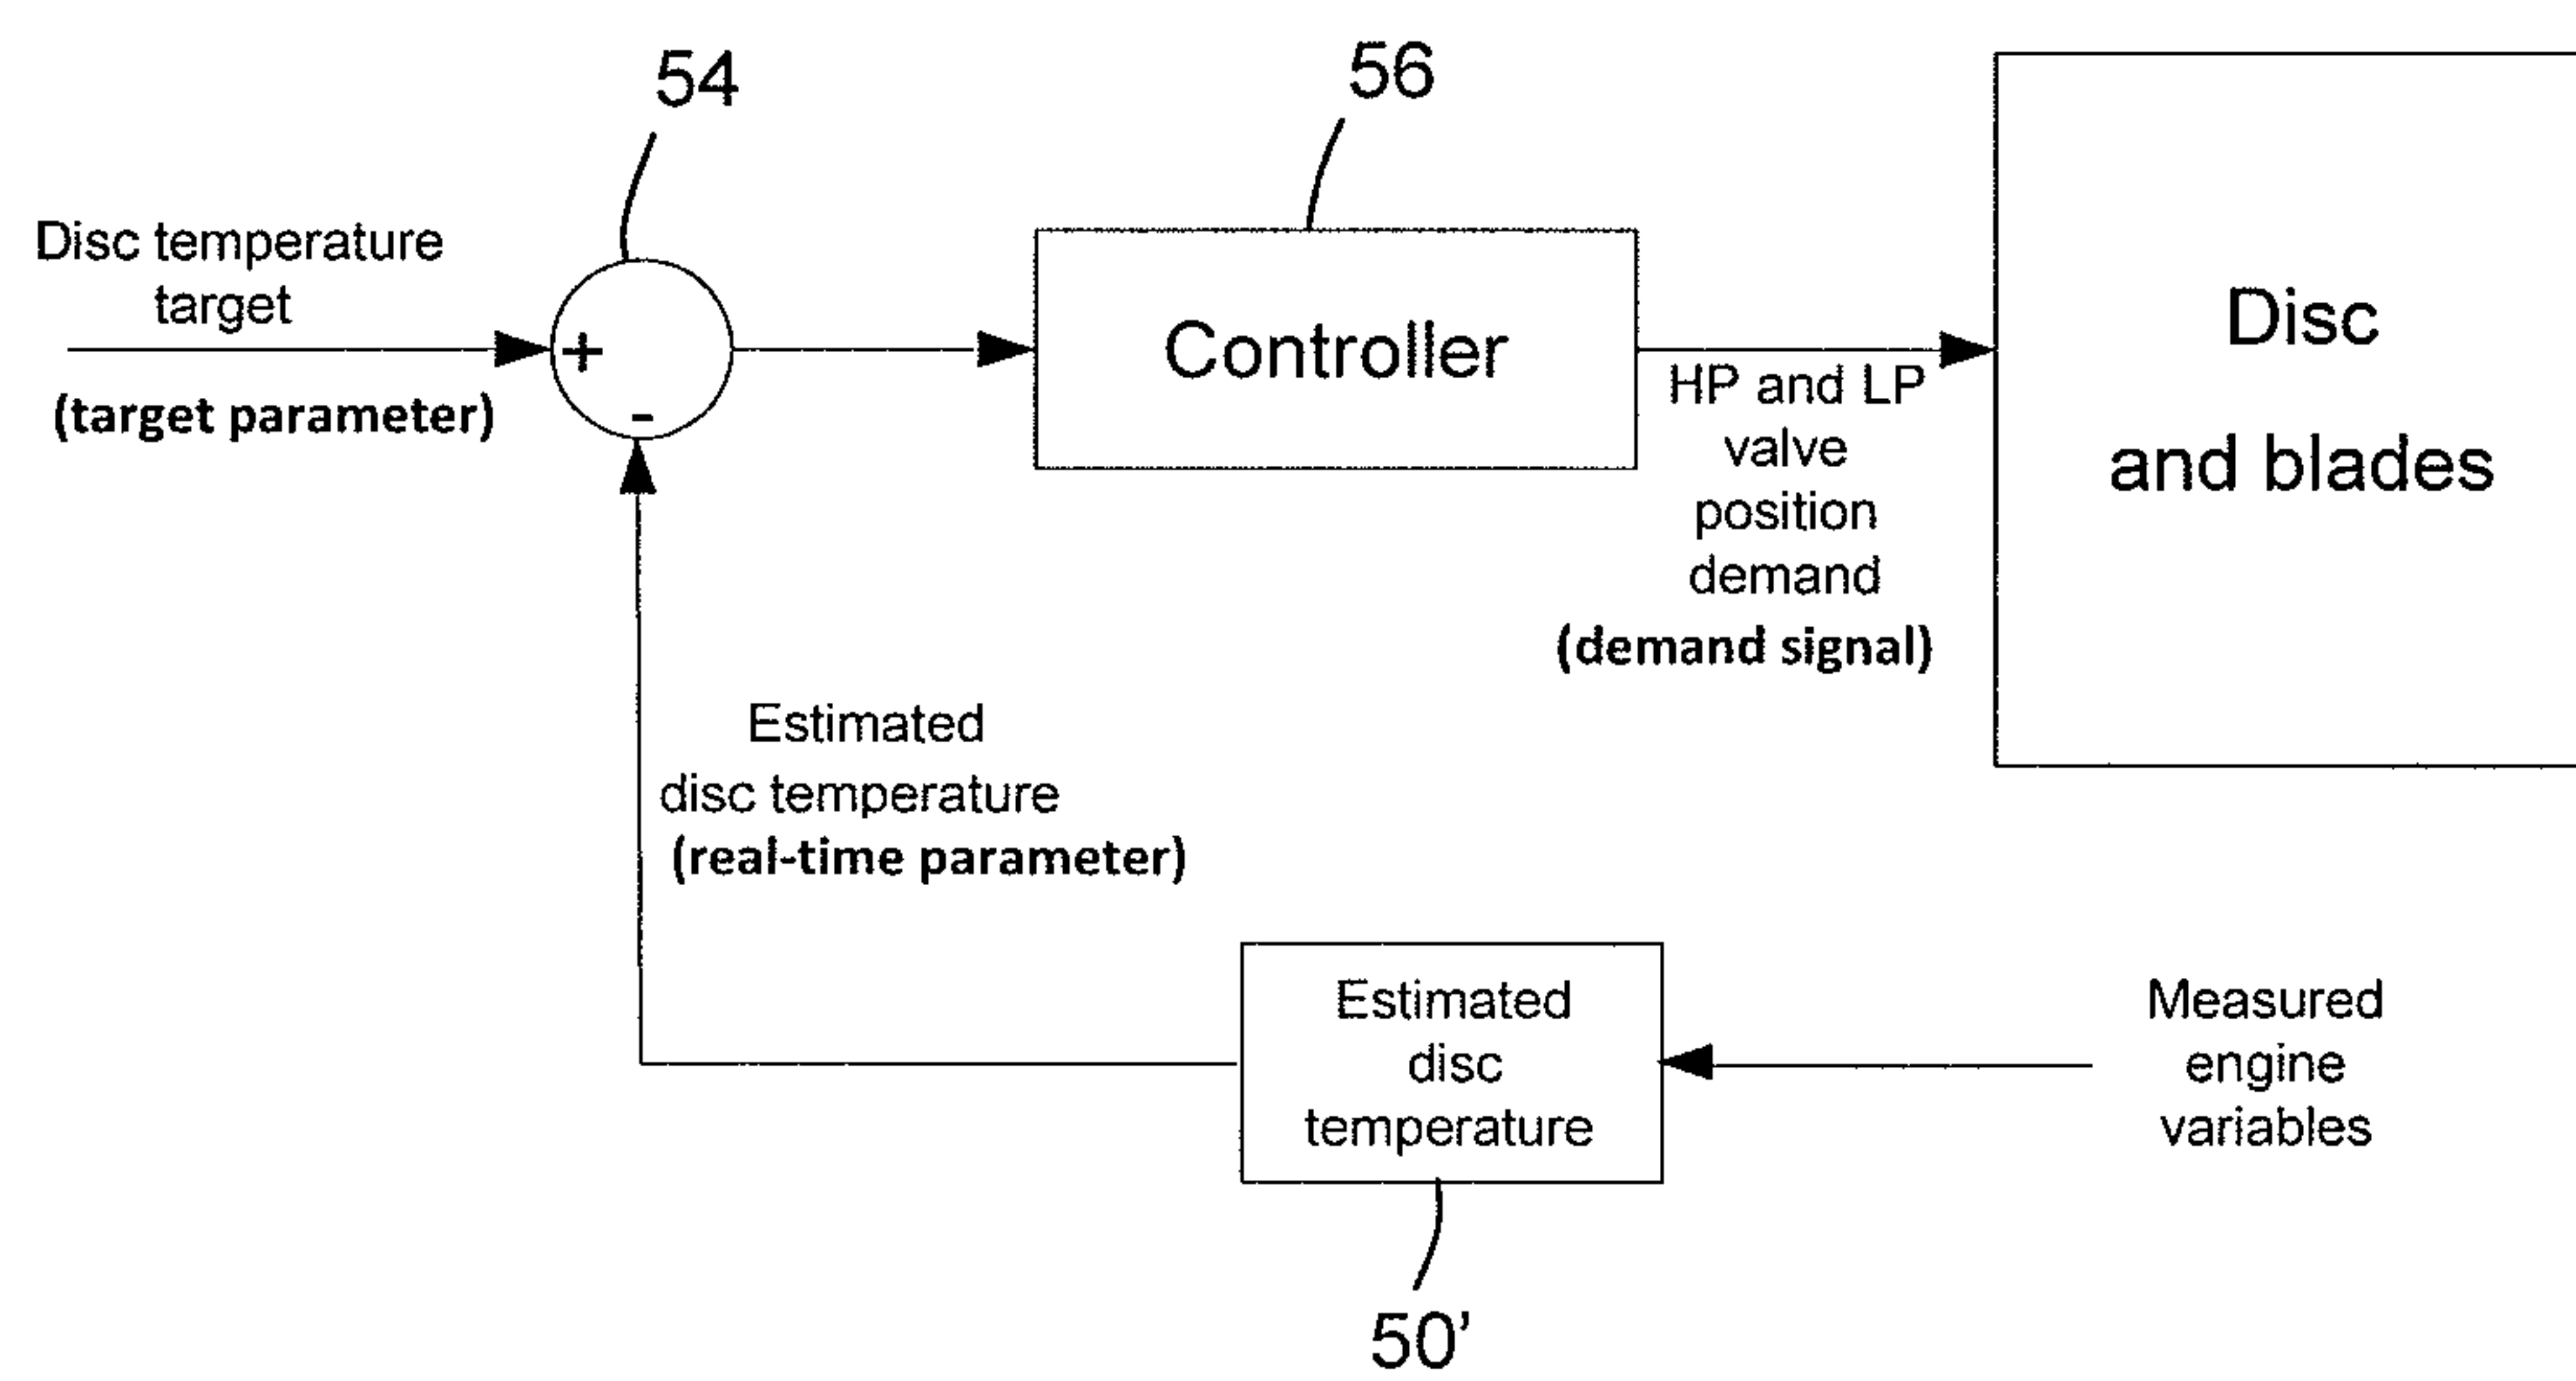 54
56
Disc temperature
target
(target parameter)
+
-
Controller
HP and LP
valve
position
demand
(demand signal)
Disc
and blades
Estimated
disc temperature
(real-time parameter)
Estimated
disc
temperature
Measured
engine
variables
50’